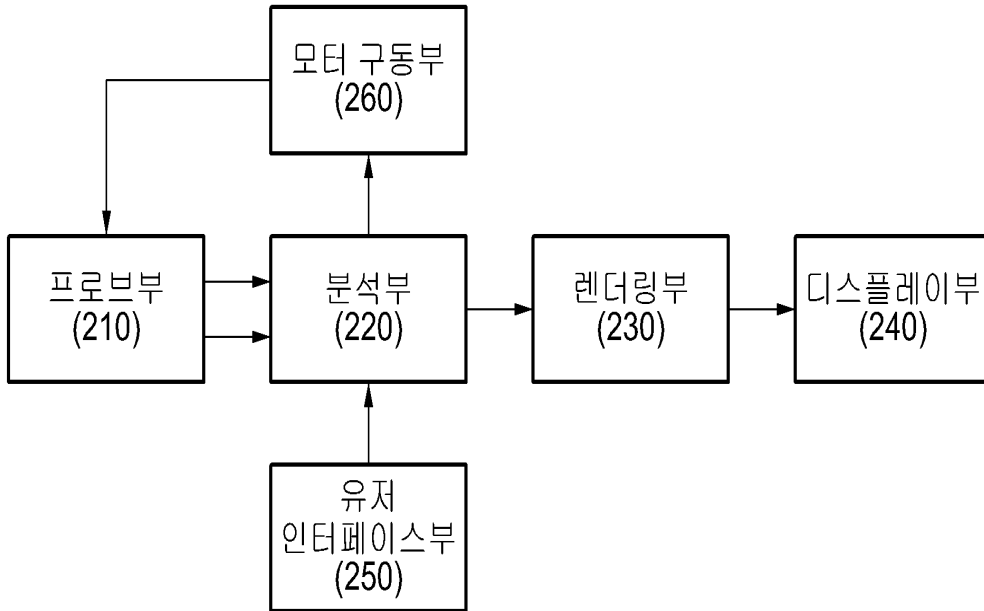 모터 구동부
(260)
프로브부
(210)
분석부
(220)
렌더링부
(230)
디스플레이부
(240)
유저
인터페이스부
(250)